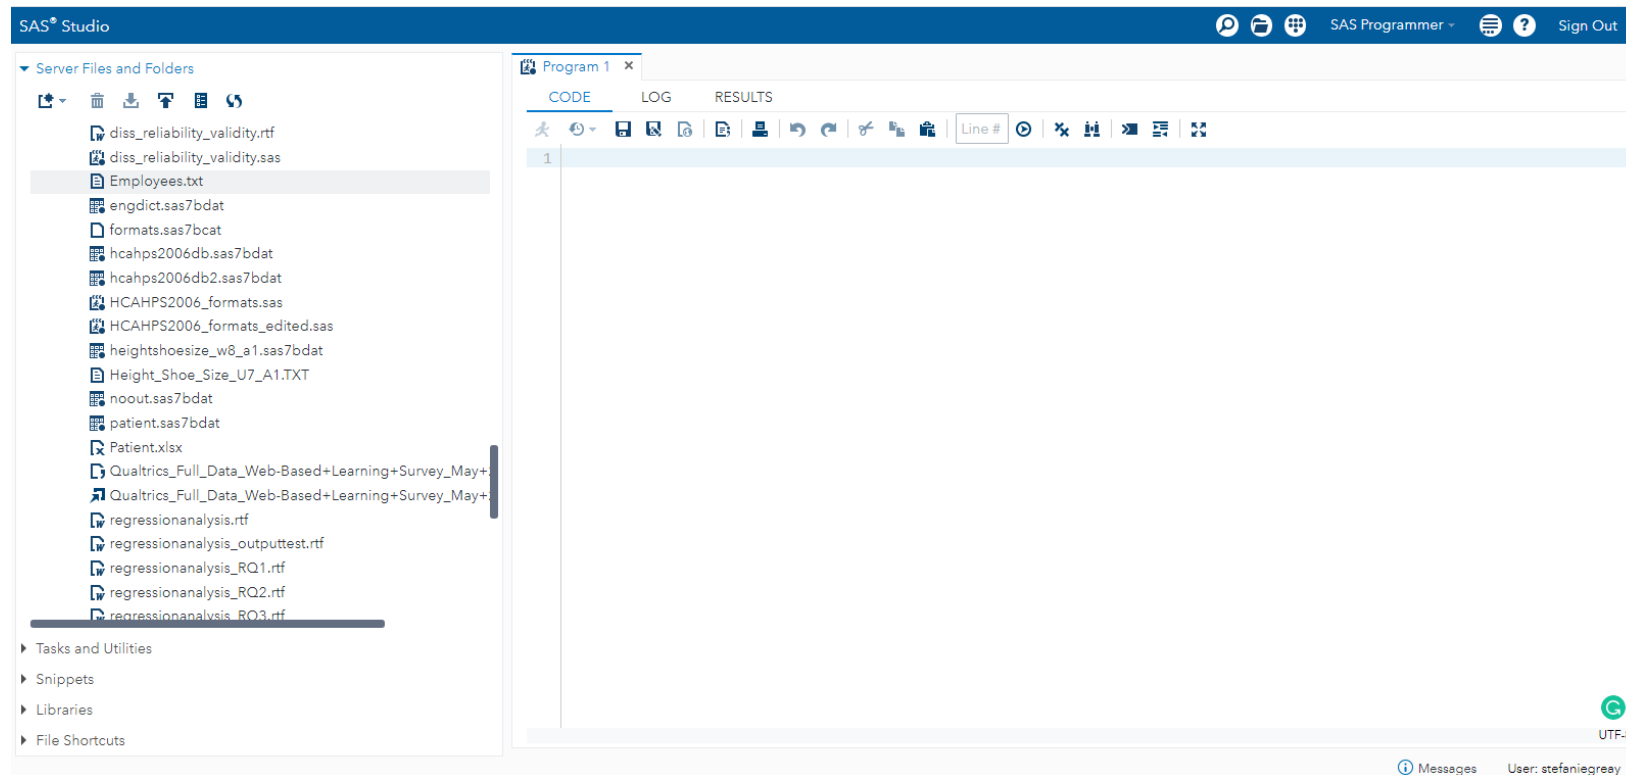 SAS® Studio
SAS Programmer
Sign Out
Server Files and Folders
diss_reliability_validity.rtf
diss_reliability_validity.sas
Employees.txt
engdict.sas7bdat
formats.sas7bcat
hcahps2006db.sas7bdat
hcahps2006db2.sas7bdat
HCAHPS2006_formats.sas
HCAHPS2006_formats_edited.sas
heightshoesize_w8_a1.sas7bdat
Height_Shoe_Size_U7_A1.TXT
noout.sas7bdat
patient.sas7bdat
Patient.xlsx
Qualtrics_Full_Data_Web-Based+Learning+Survey_May+
Qualtrics_Full_Data_Web-Based+Learning+Survey_May+
regressionanalysis.rtf
regressionanalysis_outputtest.rtf
regressionanalysis_RQ1.rtf
regressionanalysis_RQ2.rtf
regressionanalysis_RQ3.rtf
Tasks and Utilities
Snippets
Libraries
File Shortcuts
Program 1
CODE LOG RESULTS
Line #
1
UTF-
Messages User: stefaniegreay